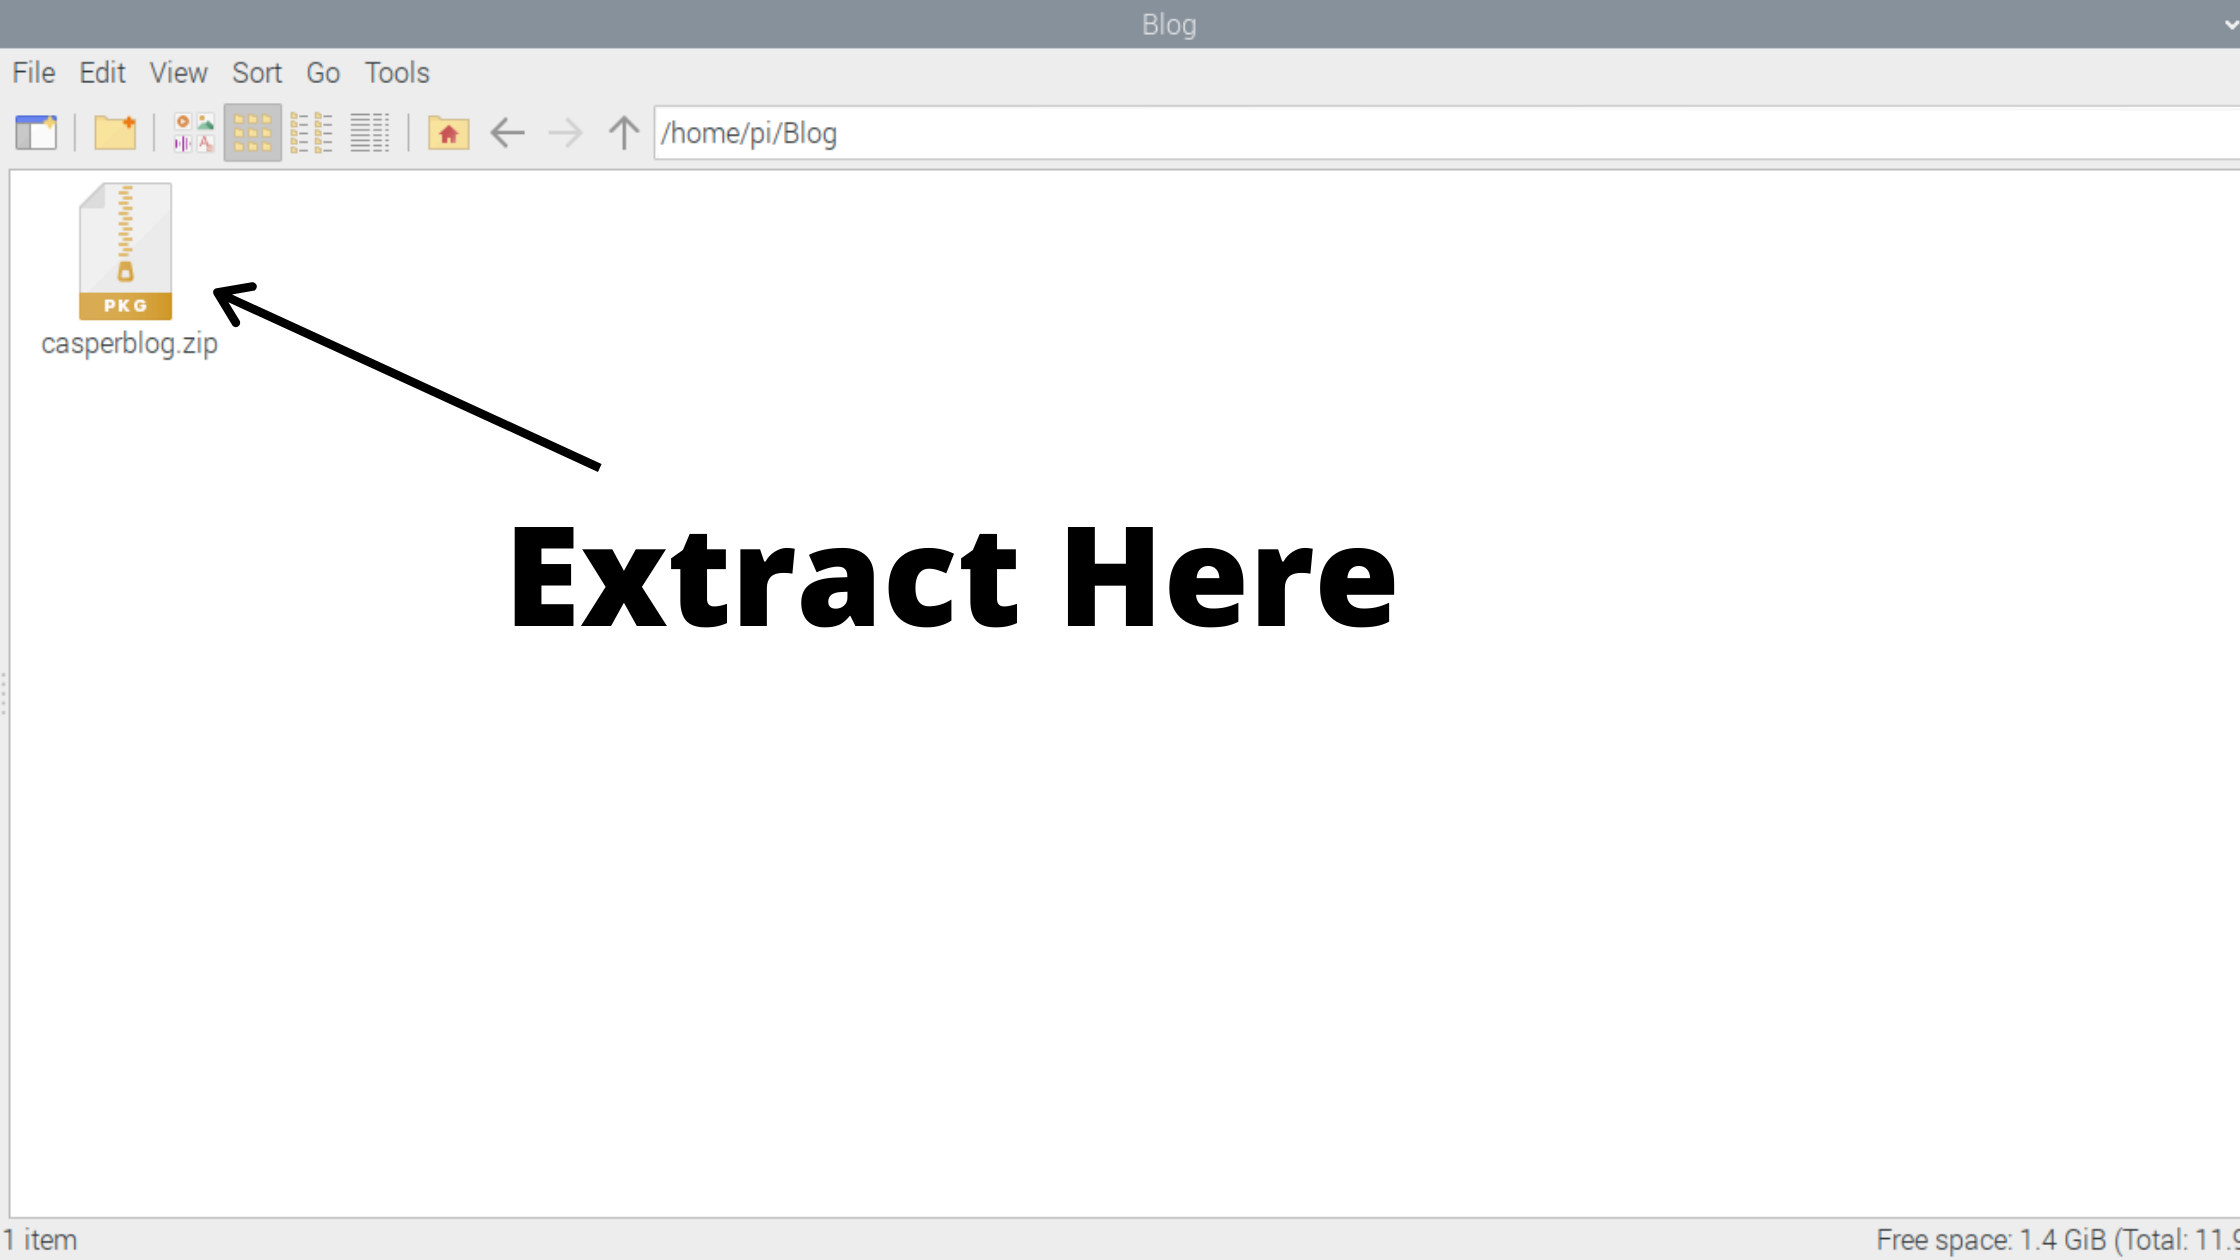 Blog
File Edit View Sort Go Tools
/home/pi/Blog
PKG
casperblog.zip
Extract Here
1 item
Free space: 1.4 GiB (Total: 11.